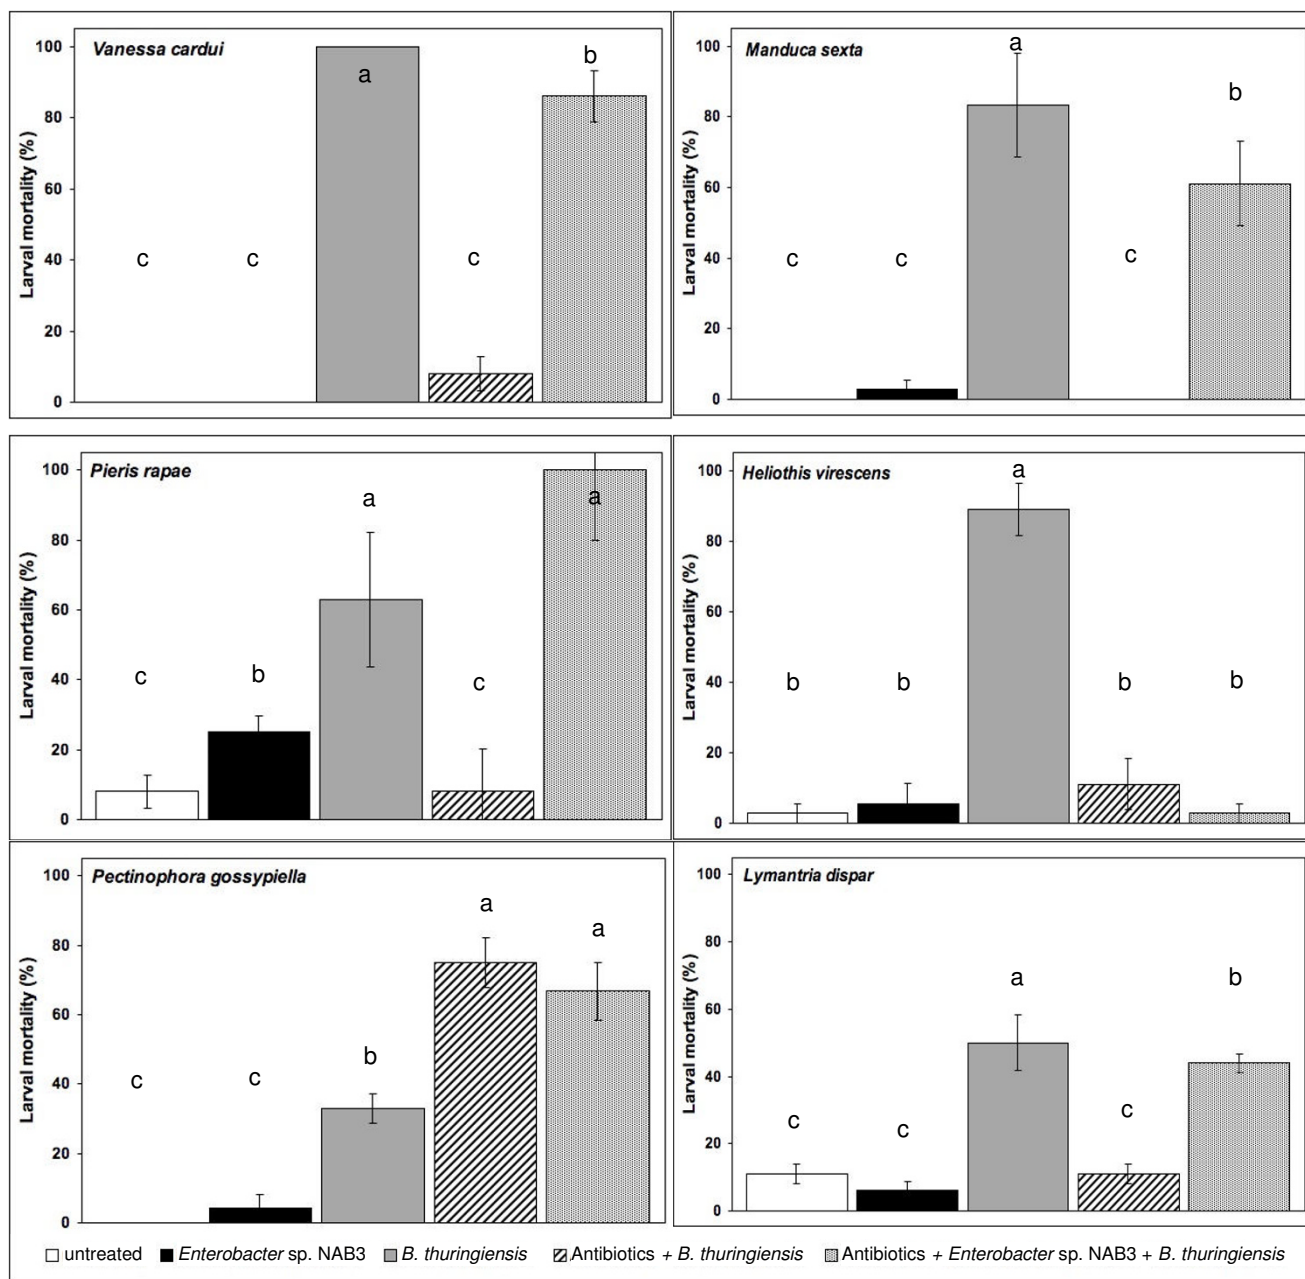 Vanessa cardui
Larval mortality (%)
100
80
60
40
20
0
c
c
a
c
b
Manduca sexta
Larval mortality (%)
100
80
60
40
20
0
c
c
a
c
b
Pieris rapae
Larval mortality (%)
100
80
60
40
20
0
c
b
a
c
a
Heliothis virescens
Larval mortality (%)
100
80
60
40
20
0
b
b
a
b
b
Pectinophora gossypiella
Larval mortality (%)
100
80
60
40
20
0
c
c
b
a
a
Lymantria dispar
Larval mortality (%)
100
80
60
40
20
0
c
c
a
c
b
untreated Enterobacter sp. NAB3 B. thuringiensis Antibiotics + B. thuringiensis Antibiotics + Enterobacter sp. NAB3 + B. thuringiensis